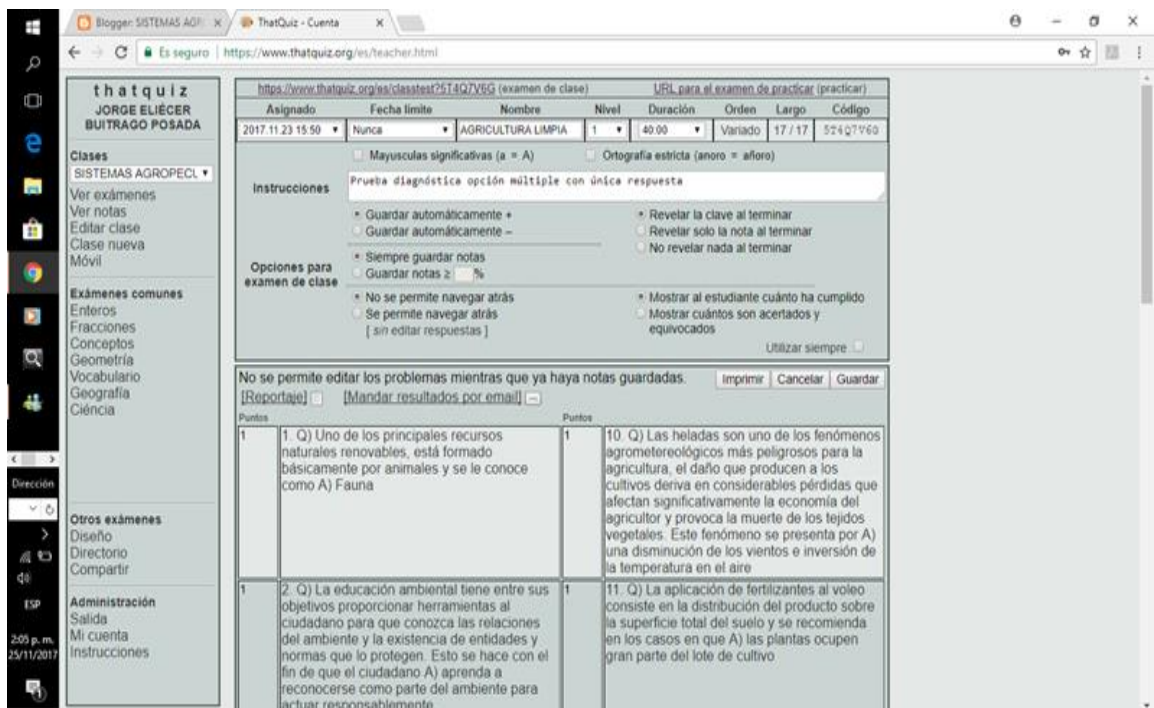 Blogger: SISTEMAS AGR
ThatQuiz - Cuenta
Es seguro | https://www.thatquiz.org/es/teacher.html
thatquiz
JORGE ELIÉCER
BUITRAGO POSADA
Clases
SISTEMAS AGROPECU
Ver exámenes
Ver notas
Editar clase
Clase nueva
Móvil
Exámenes comunes
Enteros
Fracciones
Conceptos
Geometría
Vocabulario
Geografía
Ciéncia
Otros exámenes
Diseño
Directorio
Compartir
Administración
Salida
Mi cuenta
Instrucciones
https://www.thatquiz.org/es/classtest?5T4Q7V6G (examen de clase) URL para el examen de practicar (practicar)
Asignado Fecha límite Nombre Nivel Duración Orden Largo Código
2017.11.23 15:50 Nunca AGRICULTURA LIMPIA 1 40:00 Variado 17 / 17 5T4Q7V6G
Mayusculas significativas (a = A) Ortografía estricta (anoro = añoro)
Instrucciones Prueba diagnóstica opción múltiple con única respuesta
Opciones para
examen de clase
Guardar automáticamente + Revelar la clave al terminar
Guardar automáticamente – Revelar solo la nota al terminar
No revelar nada al terminar
Siempre guardar notas
Guardar notas ≥ %
No se permite navegar atrás Mostrar al estudiante cuánto ha cumplido
Se permite navegar atrás Mostrar cuántos son acertados y
[ sin editar respuestas ] equivocados
Utilizar siempre
No se permite editar los problemas mientras que ya haya notas guardadas. Imprimir Cancelar Guardar
[Reportaje] [Mandar resultados por email]
Puntos Puntos
1
1. Q) Uno de los principales recursos
naturales renovables, está formado
básicamente por animales y se le conoce
como A) Fauna
1
10. Q) Las heladas son uno de los fenómenos
agrometereológicos más peligrosos para la
agricultura, el daño que producen a los
cultivos deriva en considerables pérdidas que
afectan significativamente la economía del
agricultor y provoca la muerte de los tejidos
vegetales. Este fenómeno se presenta por A)
una disminución de los vientos e inversión de
la temperatura en el aire
1
2. Q) La educación ambiental tiene entre sus
objetivos proporcionar herramientas al
ciudadano para que conozca las relaciones
del ambiente y la existencia de entidades y
normas que lo protegen. Esto se hace con el
fin de que el ciudadano A) aprenda a
reconocerse como parte del ambiente para
actuar responsablemente
1
11. Q) La aplicación de fertilizantes al voleo
consiste en la distribución del producto sobre
la superficie total del suelo y se recomienda
en los casos en que A) las plantas ocupen
gran parte del lote de cultivo
Dirección
ESP
2:05 p. m.
25/11/2017